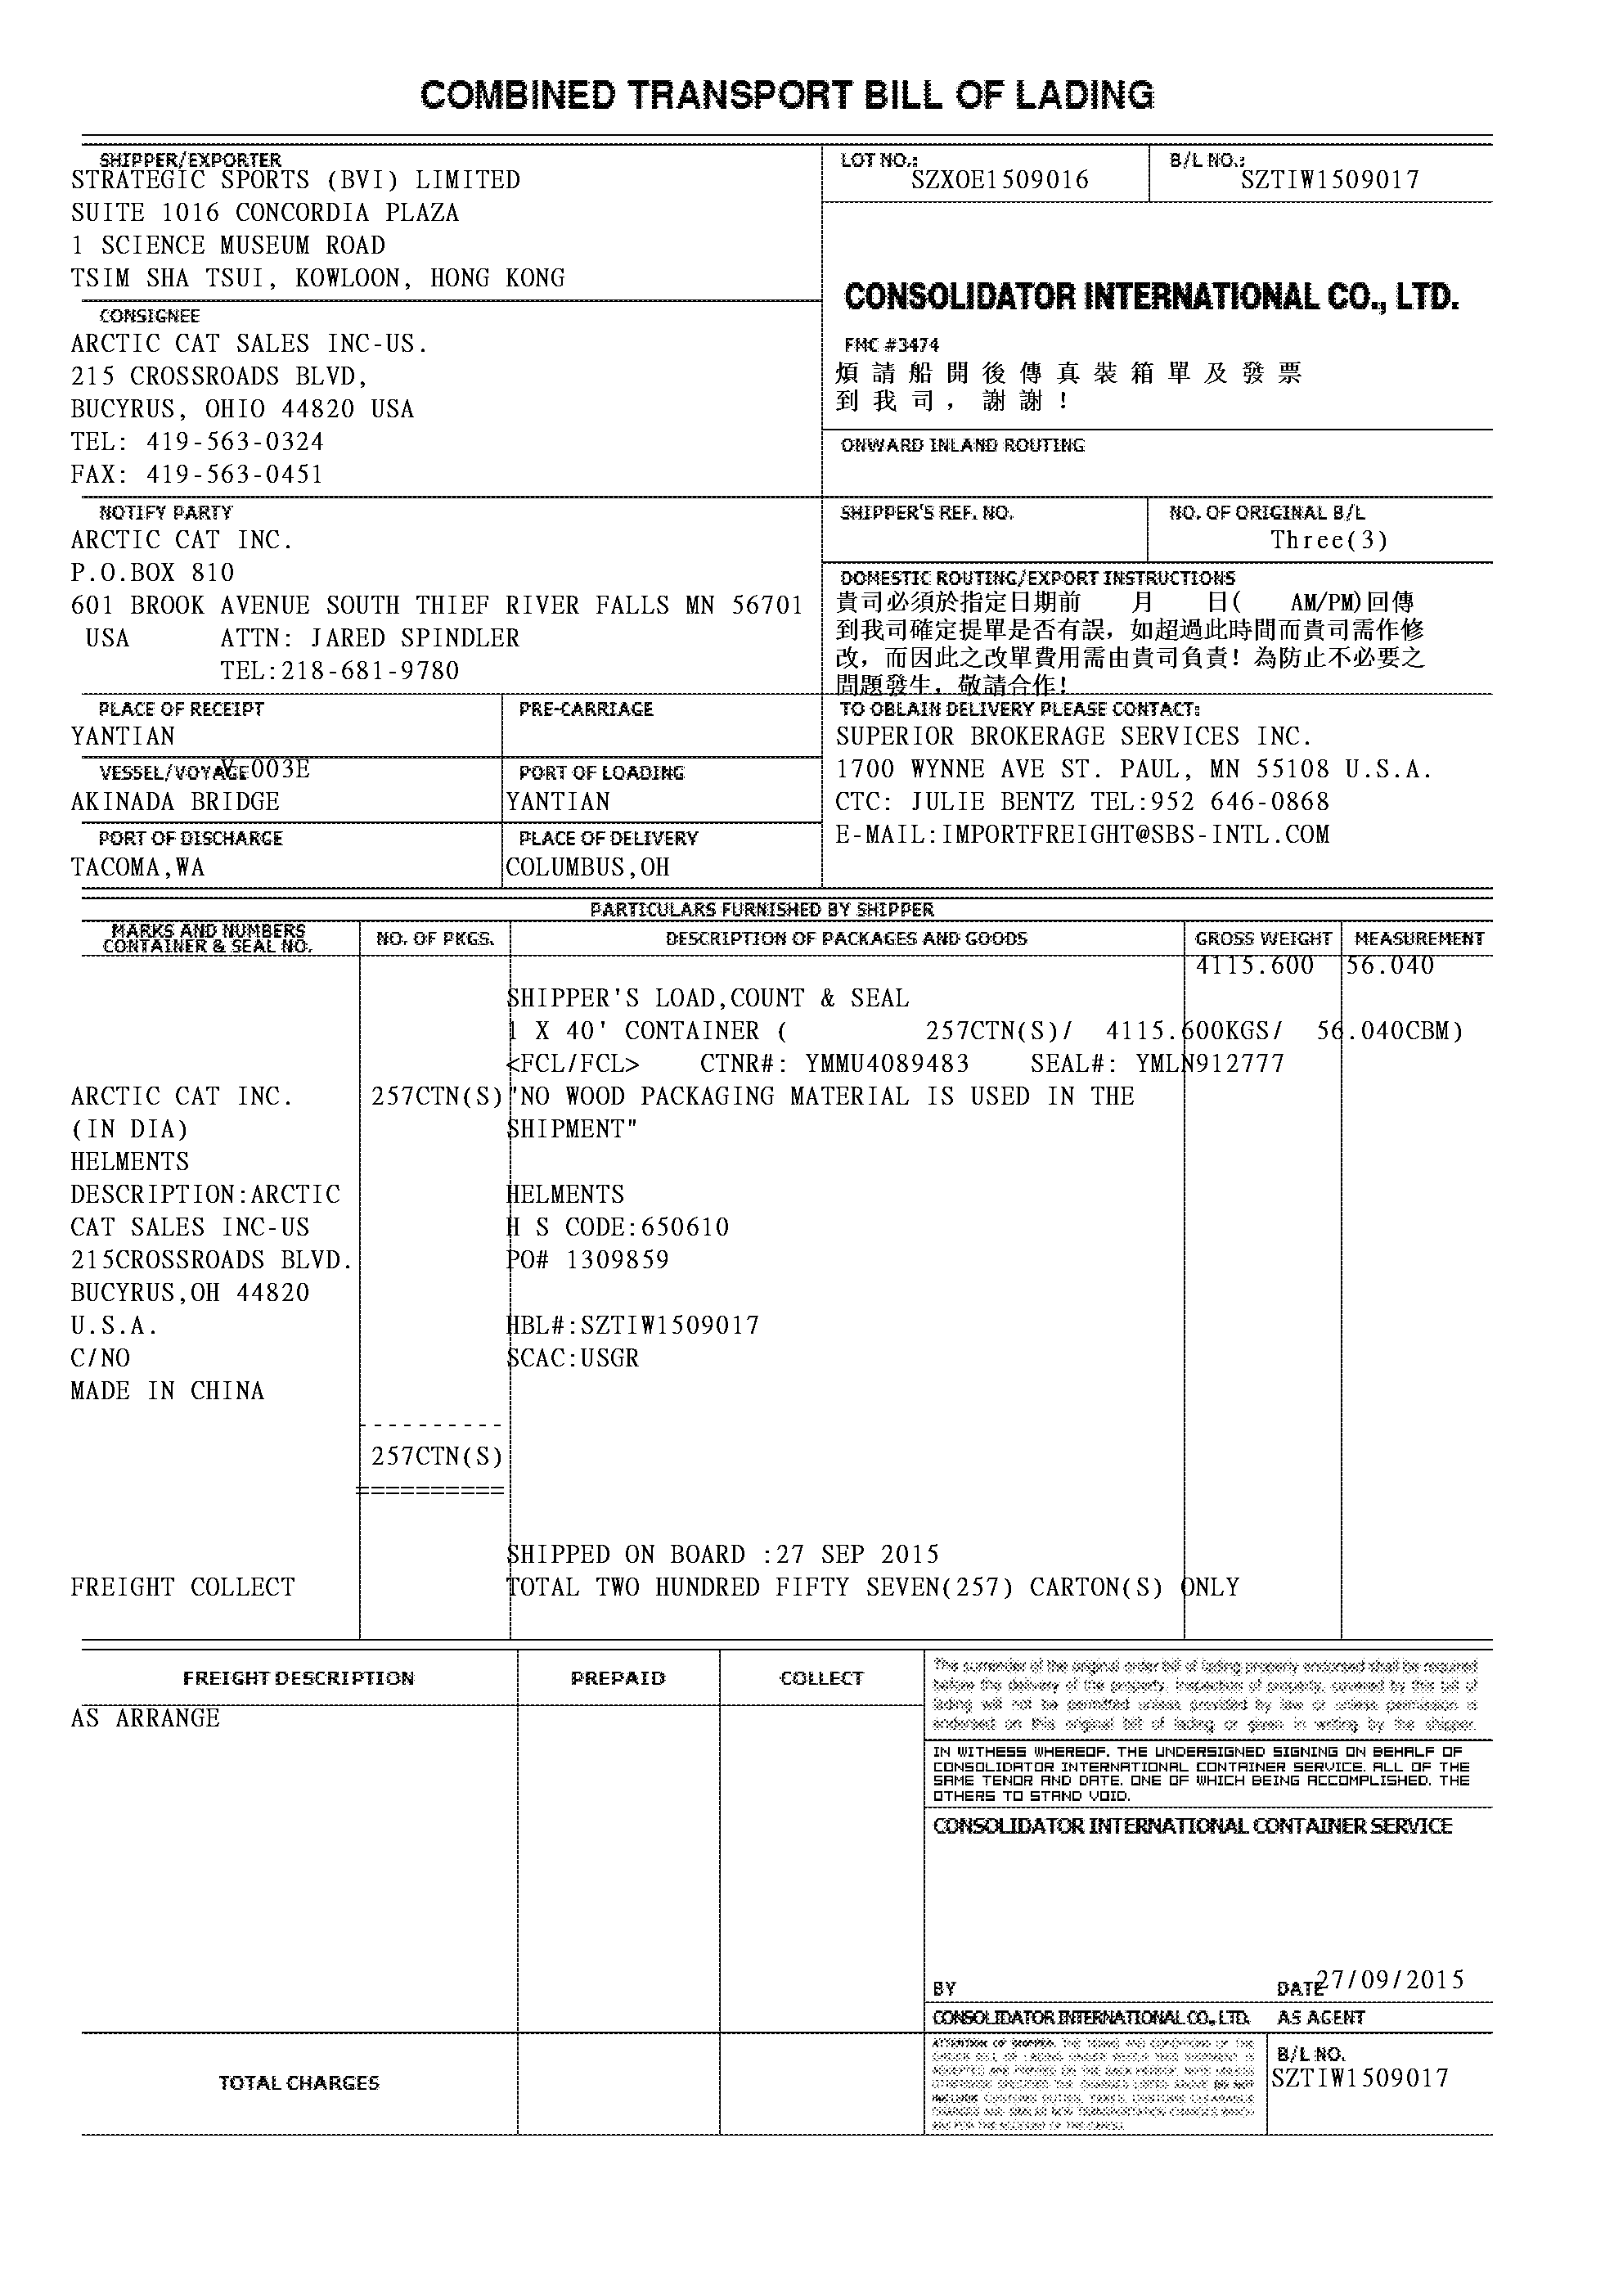 COMBINED TRANSPORT BILL OF LADING
SHIPPER/EXPORTER
STRATEGIC SPORTS (BVI) LIMITED
SUITE 1016 CONCORDIA PLAZA
1 SCIENCE MUSEUM ROAD
TSIM SHA TSUI, KOWLOON, HONG KONG
LOT NO.:
SZXOE1509016
B/L NO.:
SZTIW1509017
CONSOLIDATOR INTERNATIONAL CO., LTD.
FMC #3474
煩請船開後傳真裝箱單及發票
到我司，謝謝！
CONSIGNEE
ARCTIC CAT SALES INC-US.
215 CROSSROADS BLVD,
BUCYRUS, OHIO 44820 USA
TEL: 419-563-0324
FAX: 419-563-0451
ONWARD INLAND ROUTING
NOTIFY PARTY
ARCTIC CAT INC.
P.O.BOX 810
601 BROOK AVENUE SOUTH THIEF RIVER FALLS MN 56701
USA ATTN: JARED SPINDLER
TEL:218-681-9780
SHIPPER'S REF. NO.
NO. OF ORIGINAL B/L
Three(3)
DOMESTIC ROUTING/EXPORT INSTRUCTIONS
貴司必須於指定日期前 月 日( AM/PM)回傳
到我司確定提單是否有誤，如超過此時間而貴司需作修
改，而因此之改單費用需由貴司負責！為防止不必要之
問題發生，敬請合作！
PLACE OF RECEIPT
YANTIAN
PRE-CARRIAGE
VESSEL/VOYAGE V.003E
AKINADA BRIDGE
PORT OF LOADING
YANTIAN
PORT OF DISCHARGE
TACOMA,WA
PLACE OF DELIVERY
COLUMBUS,OH
TO OBLAIN DELIVERY PLEASE CONTACT:
SUPERIOR BROKERAGE SERVICES INC.
1700 WYNNE AVE ST. PAUL, MN 55108 U.S.A.
CTC: JULIE BENTZ TEL:952 646-0868
E-MAIL:IMPORTFREIGHT@SBS-INTL.COM
PARTICULARS FURNISHED BY SHIPPER
MARKS AND NUMBERS
CONTAINER & SEAL NO.
NO. OF PKGS.
DESCRIPTION OF PACKAGES AND GOODS
GROSS WEIGHT
MEASUREMENT
4115.600 56.040
SHIPPER'S LOAD,COUNT & SEAL
1 X 40' CONTAINER ( 257CTN(S)/ 4115.600KGS/ 56.040CBM)
<FCL/FCL> CTNR#: YMMU4089483 SEAL#: YMLN912777
ARCTIC CAT INC. 257CTN(S) "NO WOOD PACKAGING MATERIAL IS USED IN THE
(IN DIA) SHIPMENT"
HELMENTS
DESCRIPTION:ARCTIC HELMENTS
CAT SALES INC-US H S CODE:650610
215CROSSROADS BLVD. PO# 1309859
BUCYRUS,OH 44820
U.S.A. HBL#:SZTIW1509017
C/NO SCAC:USGR
MADE IN CHINA
----------
257CTN(S)
==========
SHIPPED ON BOARD :27 SEP 2015
FREIGHT COLLECT TOTAL TWO HUNDRED FIFTY SEVEN(257) CARTON(S) ONLY
FREIGHT DESCRIPTION
PREPAID
COLLECT
AS ARRANGE
The surrender of the original order bill of lading properly endorsed shall be required
before the delivery of the property. Inspection of property covered by the bill of
lading will not be permitted unless provided by law or unless permission is
endorsed on this original bill of lading or given in writing by the shipper.
IN WITHESS WHEREOF, THE UNDERSIGNED SIGNING ON BEHALF OF
CONSOLIDATOR INTERNATIONAL CONTAINER SERVICE. ALL OF THE
SAME TENOR AND DATE, ONE OF WHICH BEING ACCOMPLISHED, THE
OTHERS TO STAND VOID.
CONSOLIDATOR INTERNATIONAL CONTAINER SERVICE
BY
DATE 27/09/2015
CONSOLIDATOR INTERNATIONAL CO., LTD. AS AGENT
TOTAL CHARGES
B/L NO.
SZTIW1509017